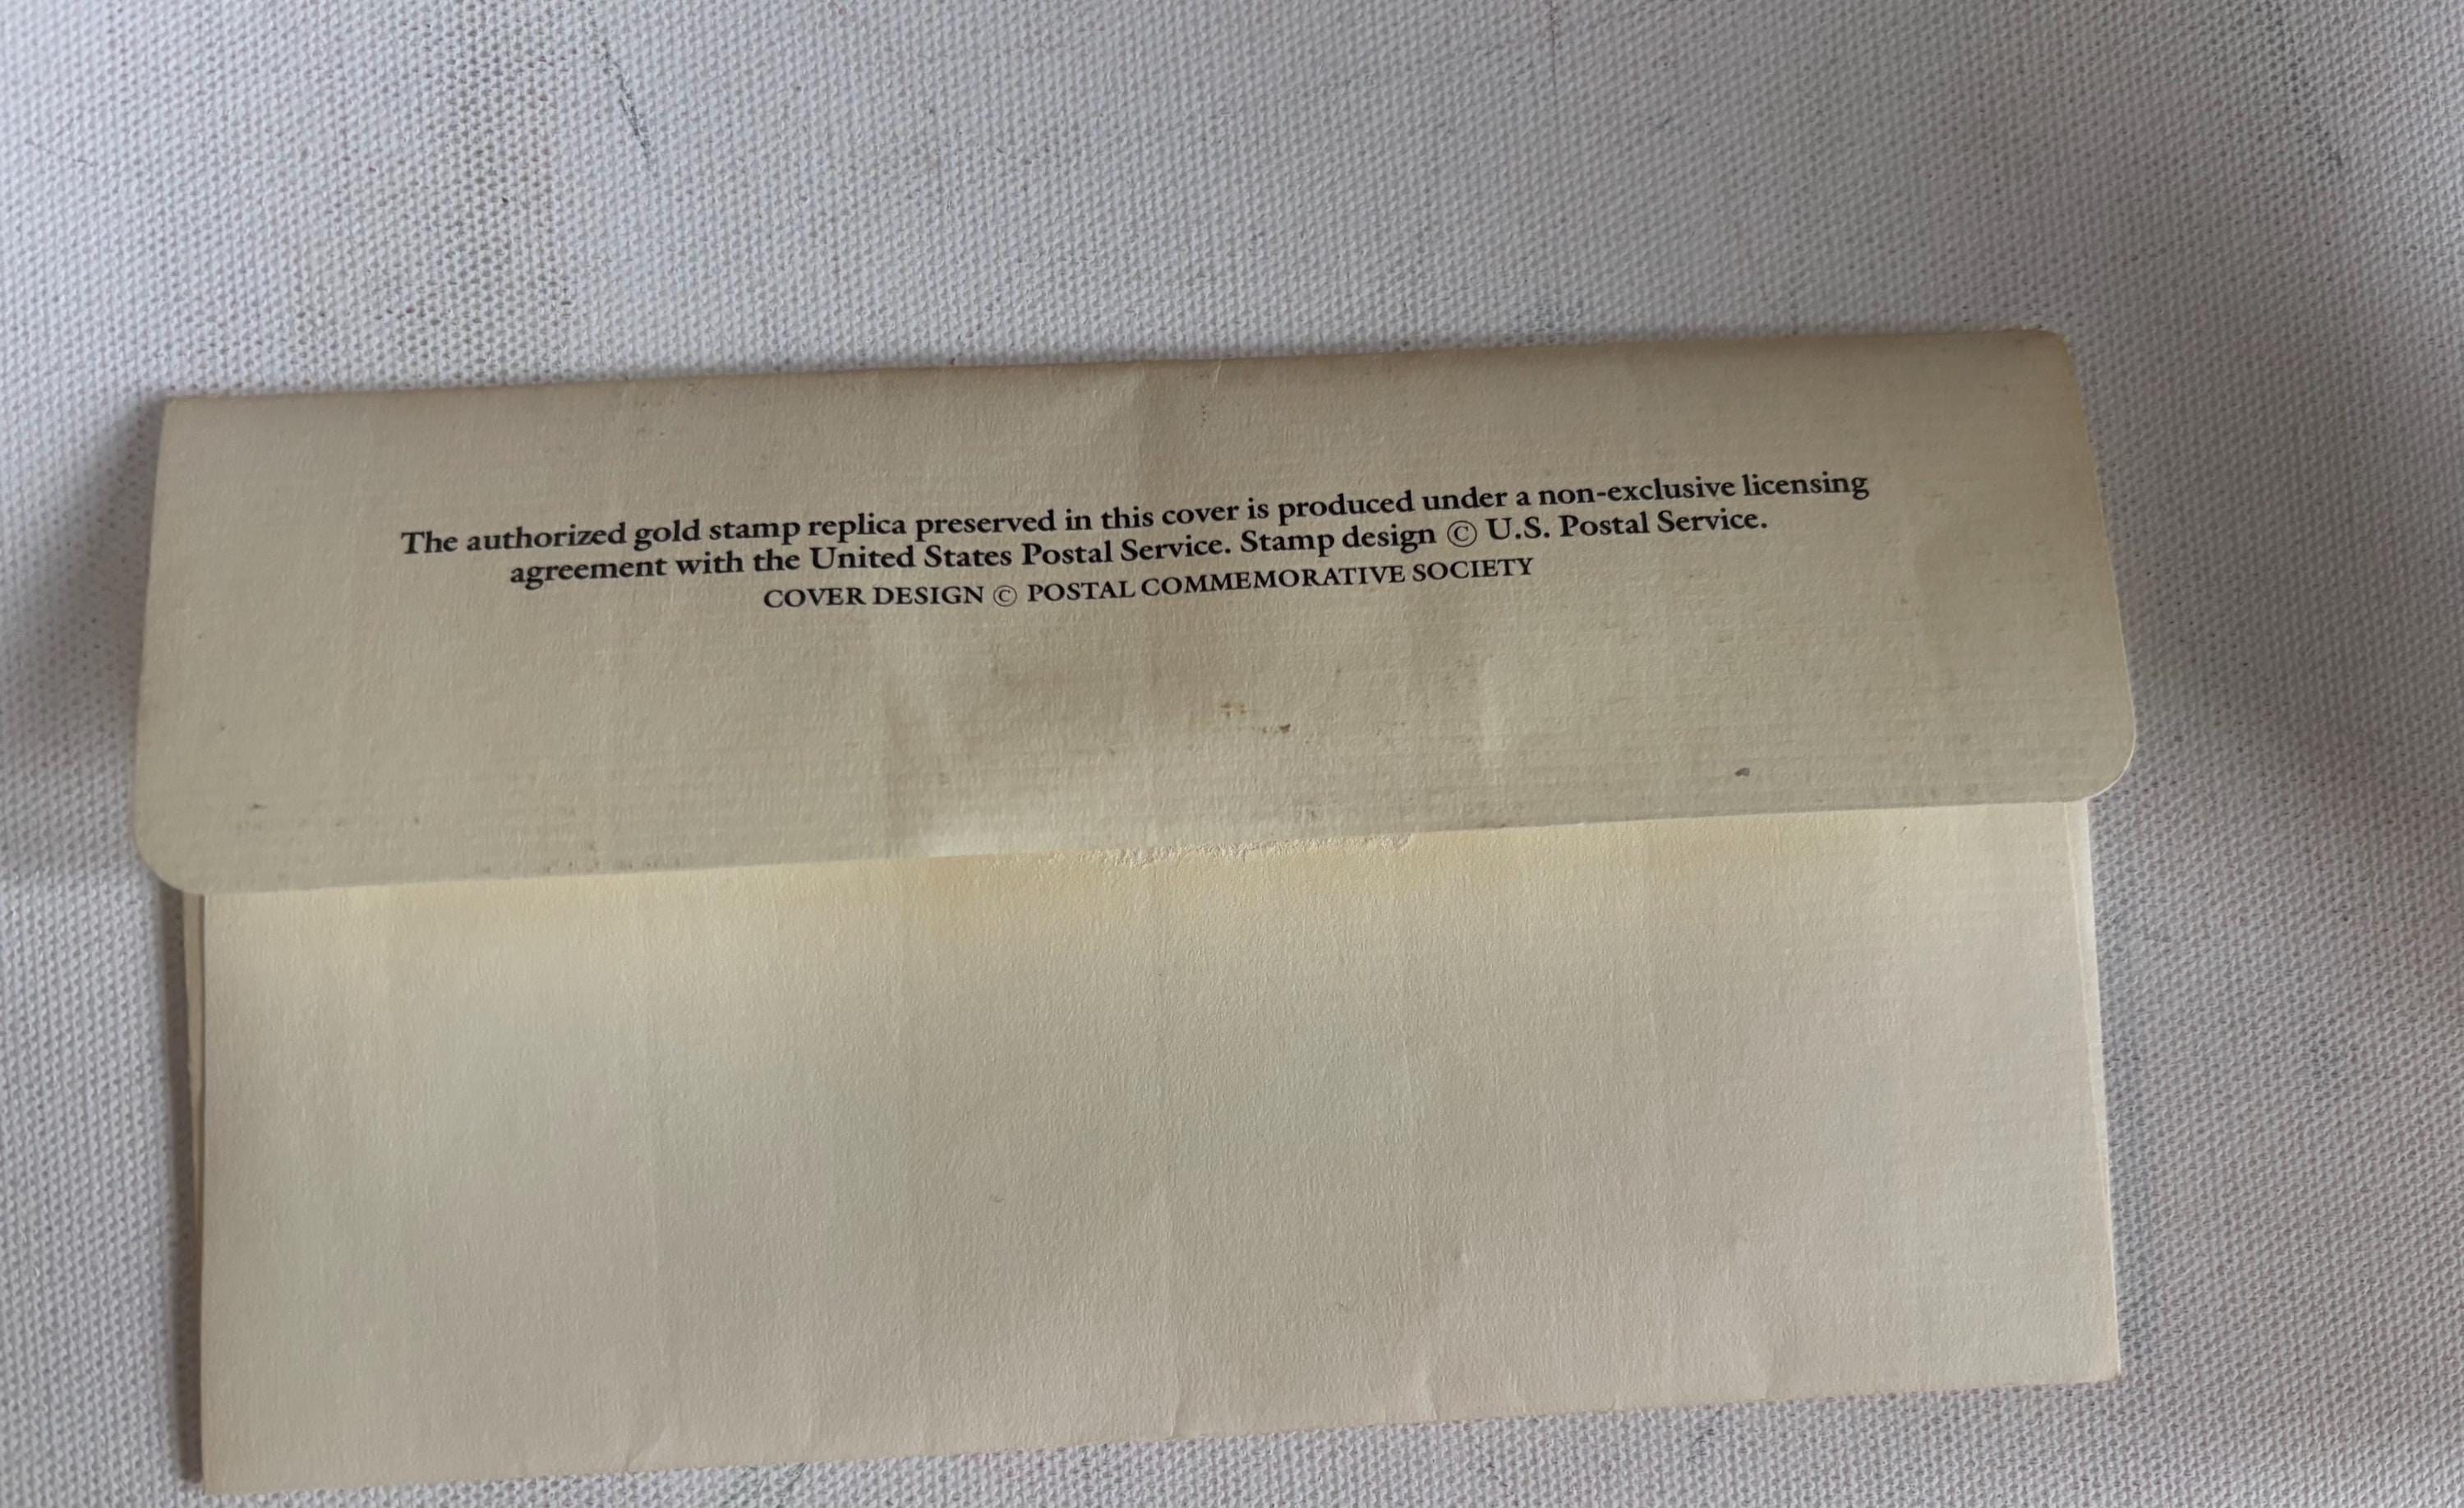 The authorized gold stamp replica preserved in this cover is produced under a non-exclusive licensing
agreement with the United States Postal Service. Stamp design © U.S. Postal Service.
COVER DESIGN © POSTAL COMMEMORATIVE SOCIETY